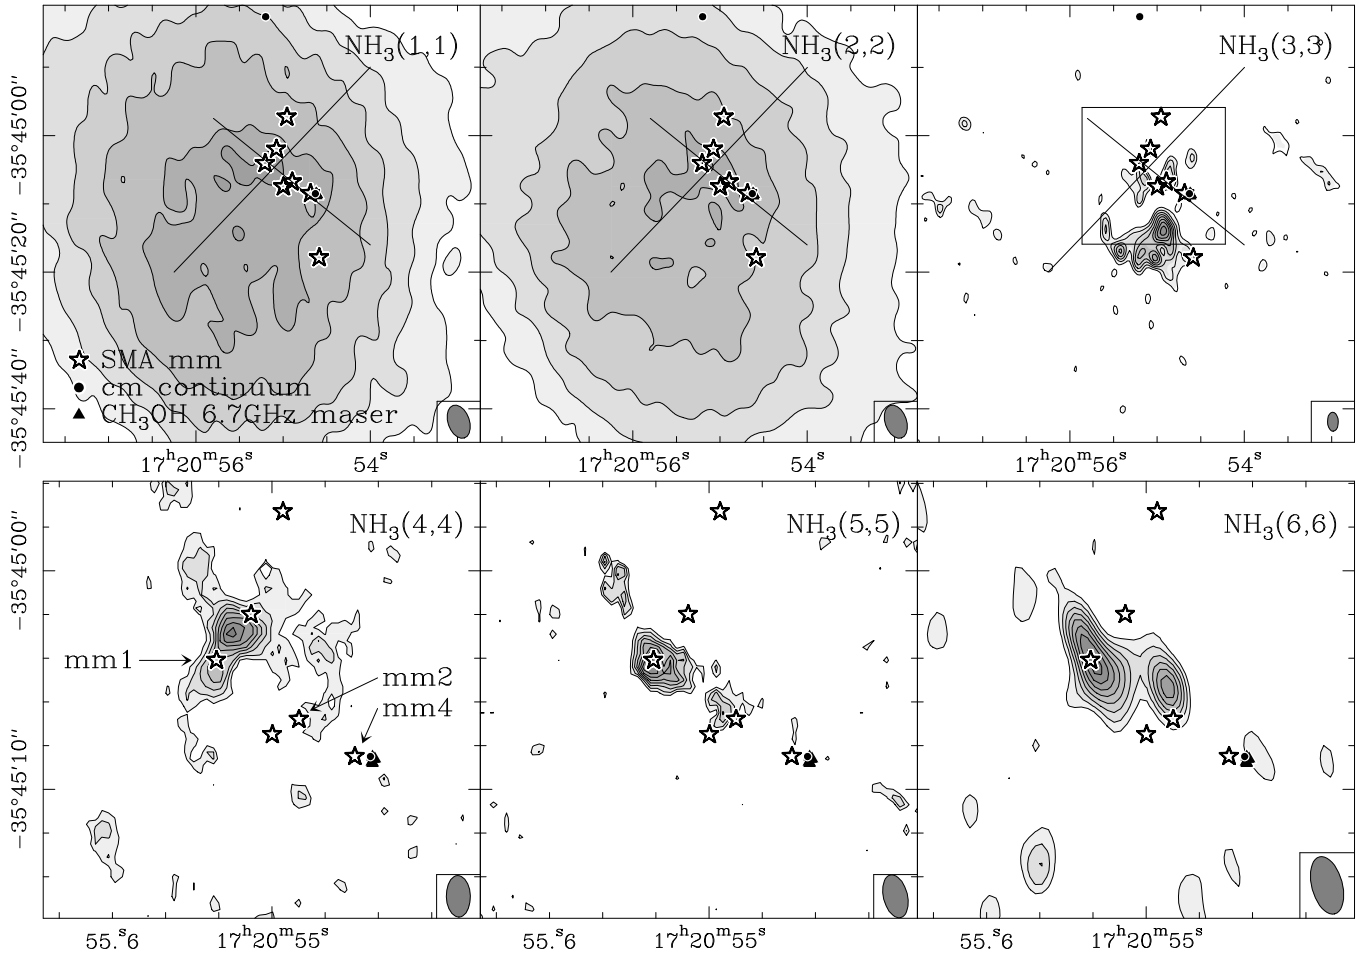 NH₃(1,1)
NH₃(2,2)
NH₃(3,3)
−35°45′00″
−35°45′20″
−35°45′40″
SMA mm
cm continuum
CH₃OH 6.7GHz maser
17ʰ20ᵐ56ˢ
54ˢ
17ʰ20ᵐ56ˢ
54ˢ
17ʰ20ᵐ56ˢ
54ˢ
NH₃(4,4)
NH₃(5,5)
NH₃(6,6)
−35°45′00″
−35°45′10″
mm1
mm2
mm4
55.ˢ6
17ʰ20ᵐ55ˢ
55.ˢ6
17ʰ20ᵐ55ˢ
55.ˢ6
17ʰ20ᵐ55ˢ